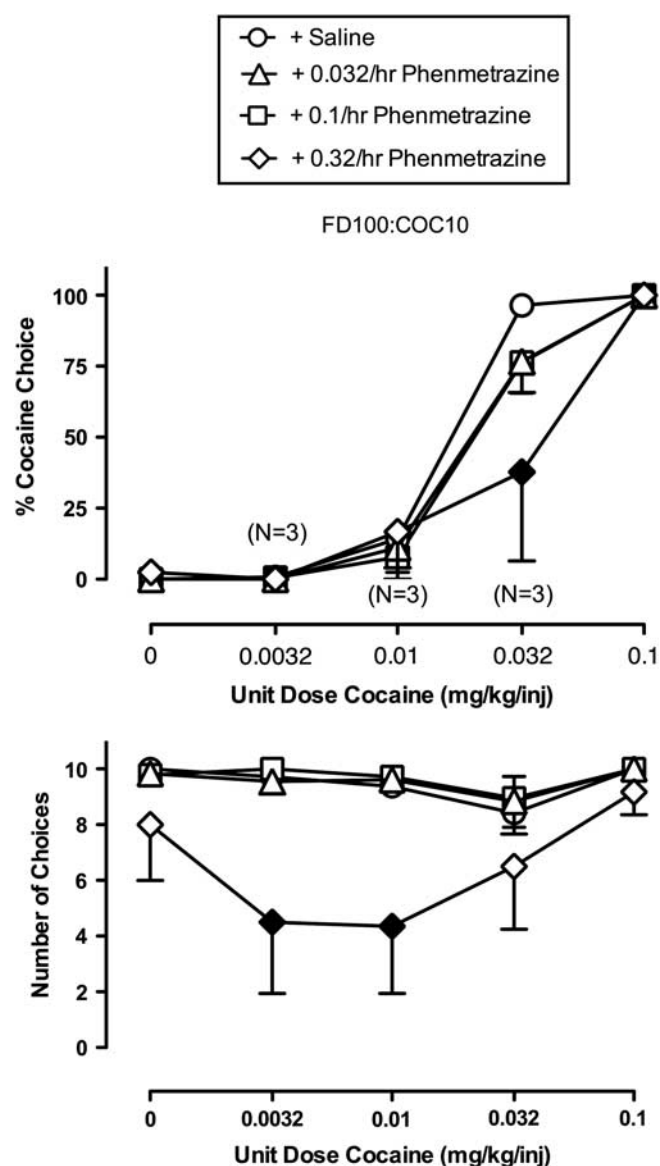 + Saline
+ 0.032/hr Phenmetrazine
+ 0.1/hr Phenmetrazine
+ 0.32/hr Phenmetrazine
FD100:COC10
% Cocaine Choice
100
75
50
25
0
(N=3)
(N=3)
(N=3)
0
0.0032
0.01
0.032
0.1
Unit Dose Cocaine (mg/kg/inj)
Number of Choices
10
8
6
4
2
0
0
0.0032
0.01
0.032
0.1
Unit Dose Cocaine (mg/kg/inj)